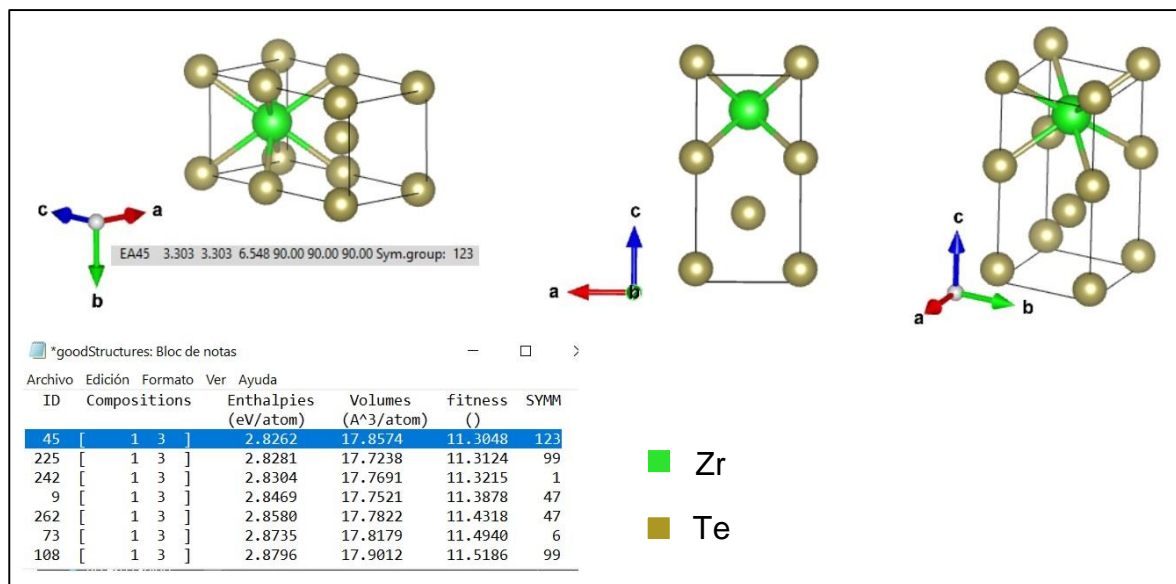 c
a
b
EA45 3.303 3.303 6.548 90.00 90.00 90.00 Sym.group: 123
c
a
b
c
a
b
*goodStructures: Bloc de notas
Archivo Edición Formato Ver Ayuda
ID Compositions Enthalpies Volumes fitness SYMM
(eV/atom) (A^3/atom) ()
45 [ 1 3 ] 2.8262 17.8574 11.3048 123
225 [ 1 3 ] 2.8281 17.7238 11.3124 99
242 [ 1 3 ] 2.8304 17.7691 11.3215 1
9 [ 1 3 ] 2.8469 17.7521 11.3878 47
262 [ 1 3 ] 2.8580 17.7822 11.4318 47
73 [ 1 3 ] 2.8735 17.8179 11.4940 6
108 [ 1 3 ] 2.8796 17.9012 11.5186 99
Zr
Te